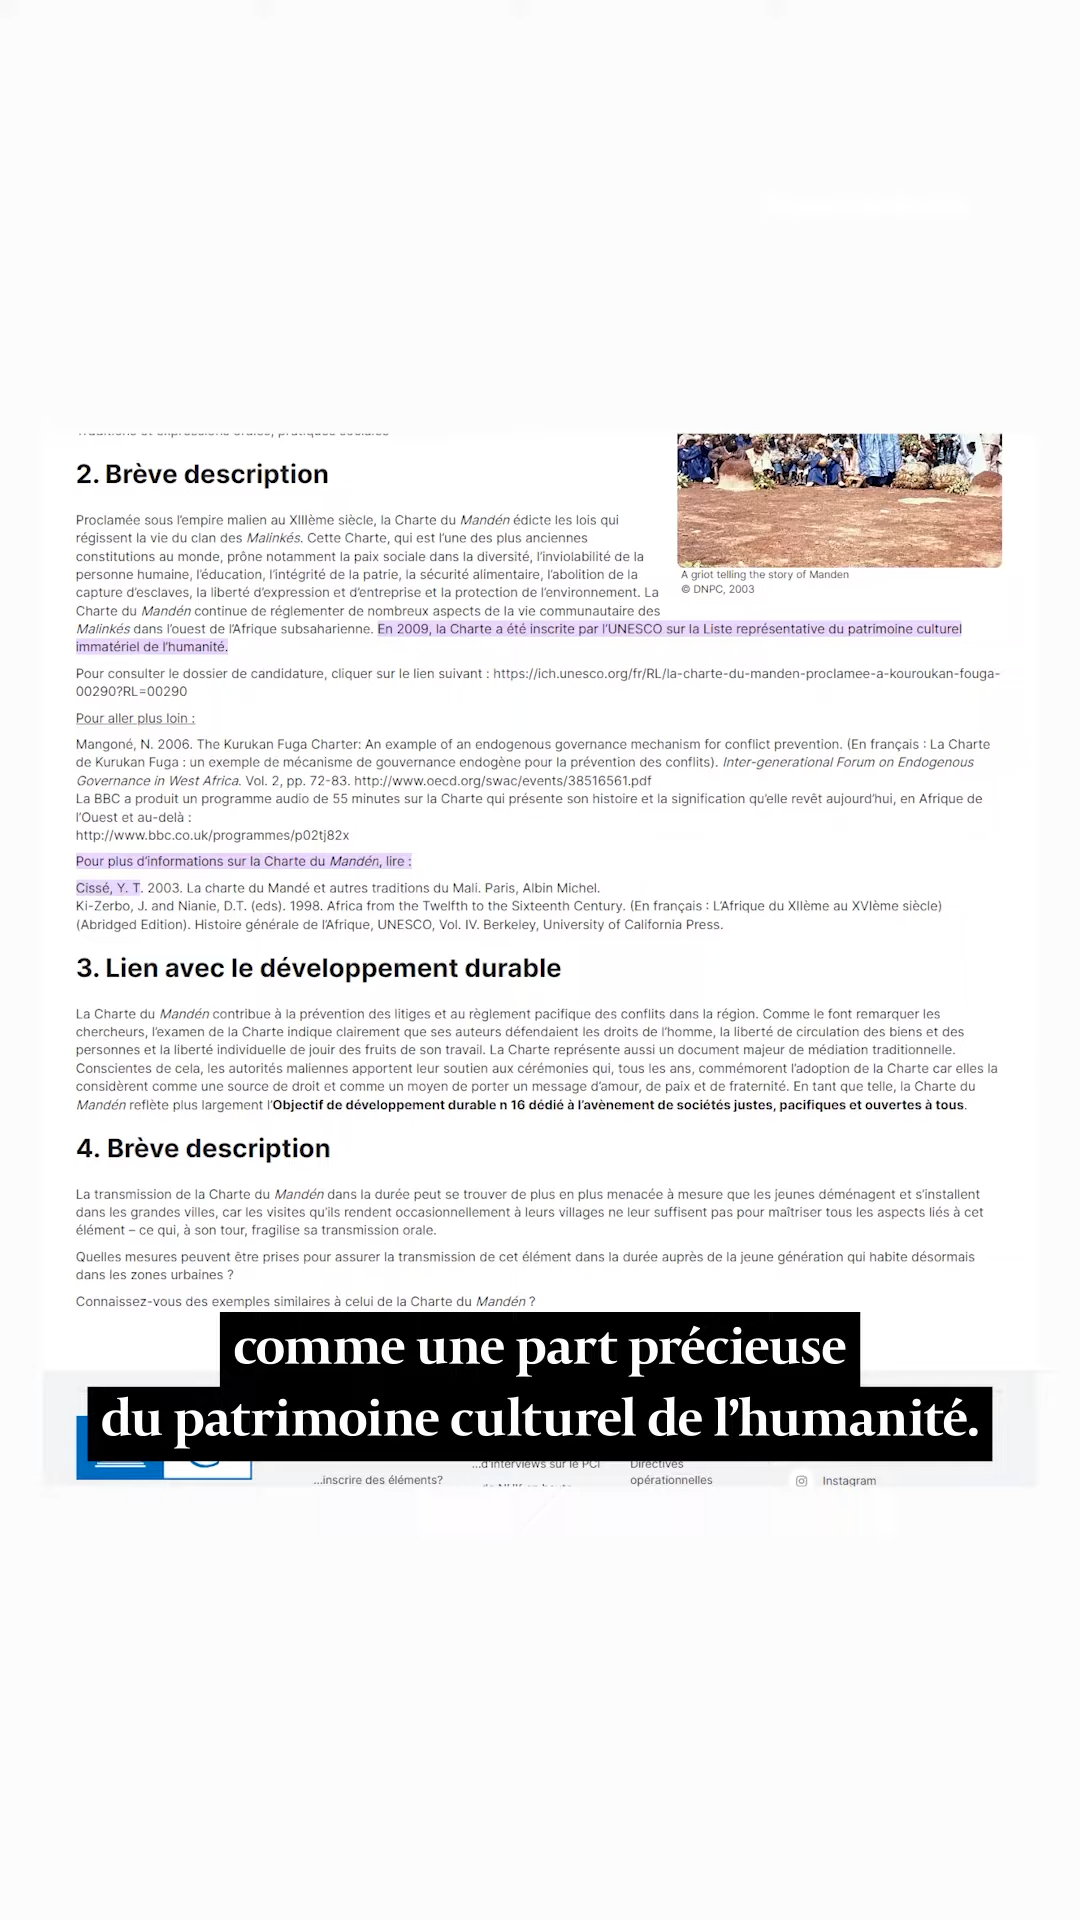 Traditions et expressions orales, pratiques sociales
2. Brève description
Proclamée sous l'empire malien au XIIIème siècle, la Charte du Mandén édicte les lois qui
régissent la vie du clan des Malinkés. Cette Charte, qui est l'une des plus anciennes
constitutions au monde, prône notamment la paix sociale dans la diversité, l'inviolabilité de la
personne humaine, l'éducation, l'intégrité de la patrie, la sécurité alimentaire, l'abolition de la
capture d'esclaves, la liberté d'expression et d'entreprise et la protection de l'environnement. La
Charte du Mandén continue de réglementer de nombreux aspects de la vie communautaire des
Malinkés dans l'ouest de l'Afrique subsaharienne. En 2009, la Charte a été inscrite par l'UNESCO sur la Liste représentative du patrimoine culturel
immatériel de l'humanité.
A griot telling the story of Manden
© DNPC, 2003
Pour consulter le dossier de candidature, cliquer sur le lien suivant : https://ich.unesco.org/fr/RL/la-charte-du-manden-proclamee-a-kouroukan-fouga-
00290?RL=00290
Pour aller plus loin :
Mangoné, N. 2006. The Kurukan Fuga Charter: An example of an endogenous governance mechanism for conflict prevention. (En français : La Charte
de Kurukan Fuga : un exemple de mécanisme de gouvernance endogène pour la prévention des conflits). Inter-generational Forum on Endogenous
Governance in West Africa. Vol. 2, pp. 72-83. http://www.oecd.org/swac/events/38516561.pdf
La BBC a produit un programme audio de 55 minutes sur la Charte qui présente son histoire et la signification qu'elle revêt aujourd'hui, en Afrique de
l'Ouest et au-delà :
http://www.bbc.co.uk/programmes/p02tj82x
Pour plus d'informations sur la Charte du Mandén, lire :
Cissé, Y. T. 2003. La charte du Mandé et autres traditions du Mali. Paris, Albin Michel.
Ki-Zerbo, J. and Nianie, D.T. (eds). 1998. Africa from the Twelfth to the Sixteenth Century. (En français : L'Afrique du XIIème au XVIème siècle)
(Abridged Edition). Histoire générale de l'Afrique, UNESCO, Vol. IV. Berkeley, University of California Press.
3. Lien avec le développement durable
La Charte du Mandén contribue à la prévention des litiges et au règlement pacifique des conflits dans la région. Comme le font remarquer les
chercheurs, l'examen de la Charte indique clairement que ses auteurs défendaient les droits de l'homme, la liberté de circulation des biens et des
personnes et la liberté individuelle de jouir des fruits de son travail. La Charte représente aussi un document majeur de médiation traditionnelle.
Conscientes de cela, les autorités maliennes apportent leur soutien aux cérémonies qui, tous les ans, commémorent l'adoption de la Charte car elles la
considèrent comme une source de droit et comme un moyen de porter un message d'amour, de paix et de fraternité. En tant que telle, la Charte du
Mandén reflète plus largement l'Objectif de développement durable n 16 dédié à l'avènement de sociétés justes, pacifiques et ouvertes à tous.
4. Brève description
La transmission de la Charte du Mandén dans la durée peut se trouver de plus en plus menacée à mesure que les jeunes déménagent et s'installent
dans les grandes villes, car les visites qu'ils rendent occasionnellement à leurs villages ne leur suffisent pas pour maîtriser tous les aspects liés à cet
élément – ce qui, à son tour, fragilise sa transmission orale.
Quelles mesures peuvent être prises pour assurer la transmission de cet élément dans la durée auprès de la jeune génération qui habite désormais
dans les zones urbaines ?
Connaissez-vous des exemples similaires à celui de la Charte du Mandén ?
comme une part précieuse
du patrimoine culturel de l'humanité.
...d'interviews sur le PCI
Directives
...inscrire des éléments?
opérationnelles
Instagram